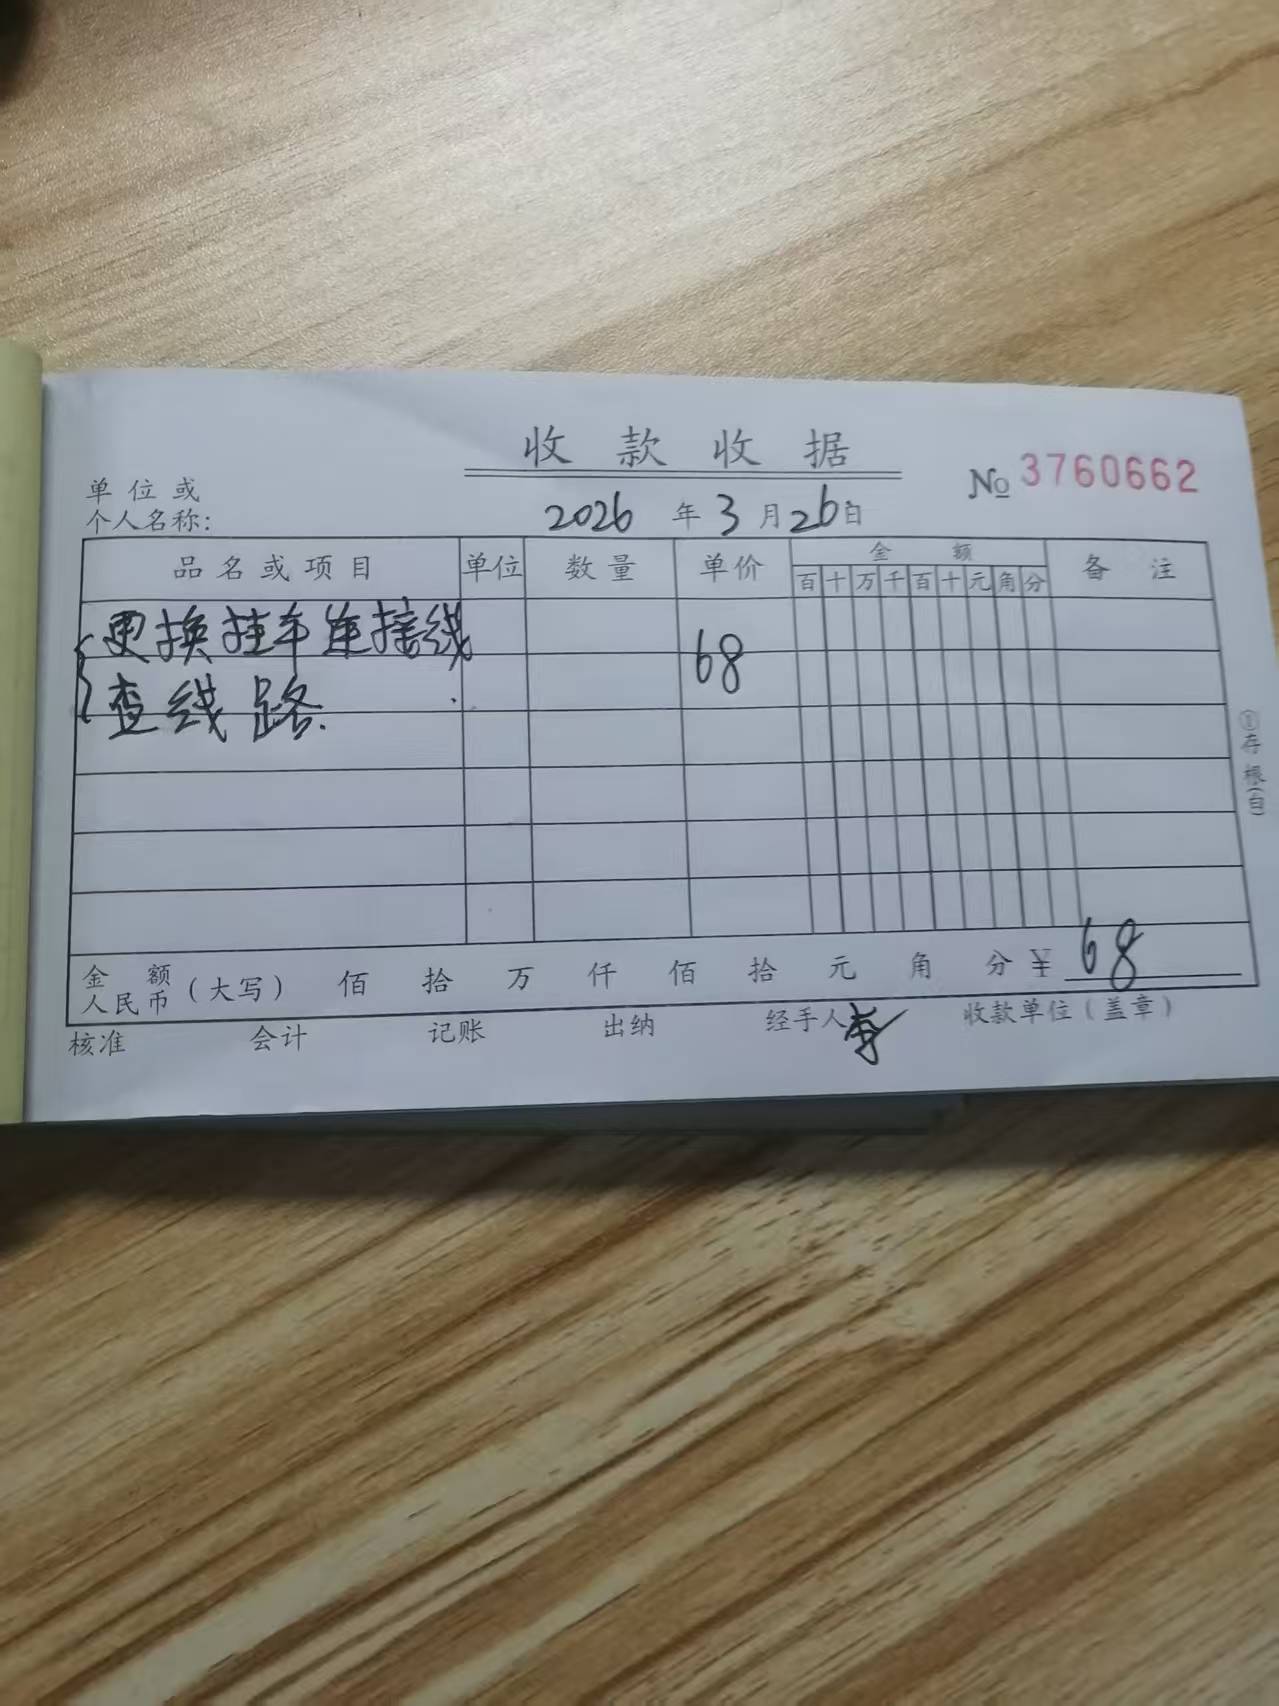 收款收据
№ 3760662
单位或
个人名称：
2026 年 3 月 26 日
品名或项目 单位 数量 单价 金额 备注
百 十 万 千 百 十 元 角 分
更换挂车连接线
68
查线路.
①存根(白)
金额
人民币 (大写) 佰 拾 万 仟 佰 拾 元 角 分 ¥ 68
核准 会计 记账 出纳 经手人 收款单位(盖章)